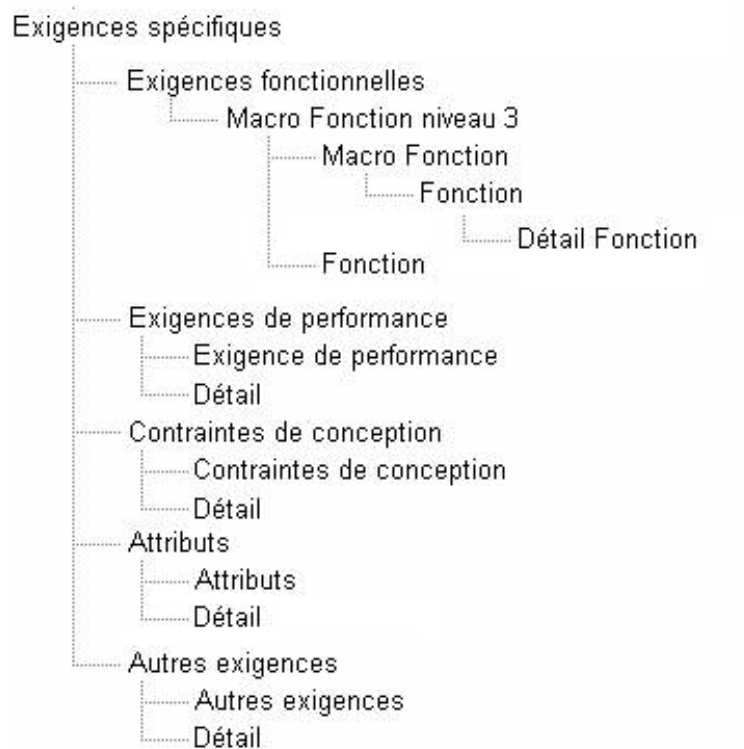 Exigences spécifiques
Exigences fonctionnelles
Macro Fonction niveau 3
Macro Fonction
Fonction
Détail Fonction
Fonction
Exigences de performance
Exigence de performance
Détail
Contraintes de conception
Contraintes de conception
Détail
Attributs
Attributs
Détail
Autres exigences
Autres exigences
Détail